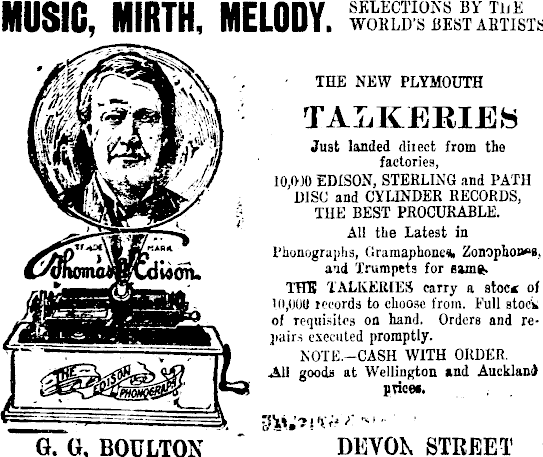 MUSIC, MIRTH, MELODY.
SELECTIONS BY THE
WORLD'S BEST ARTISTS
TRADE MARK
Thomas A Edison.
THE
EDISON
PHONOGRAPH
G. G. BOULTON
THE NEW PLYMOUTH
TALKERIES
Just landed direct from the
factories,
10,000 EDISON, STERLING and PATH
DISC and CYLINDER RECORDS,
THE BEST PROCURABLE.
All the Latest in
Phonographs, Gramaphones, Zonophones,
and Trumpets for same.
THE TALKERIES carry a stock of
10,000 records to choose from. Full stock
of requisites on hand. Orders and re-
pairs executed promptly.
NOTE.—CASH WITH ORDER.
All goods at Wellington and Auckland
prices.
DEVON STREET